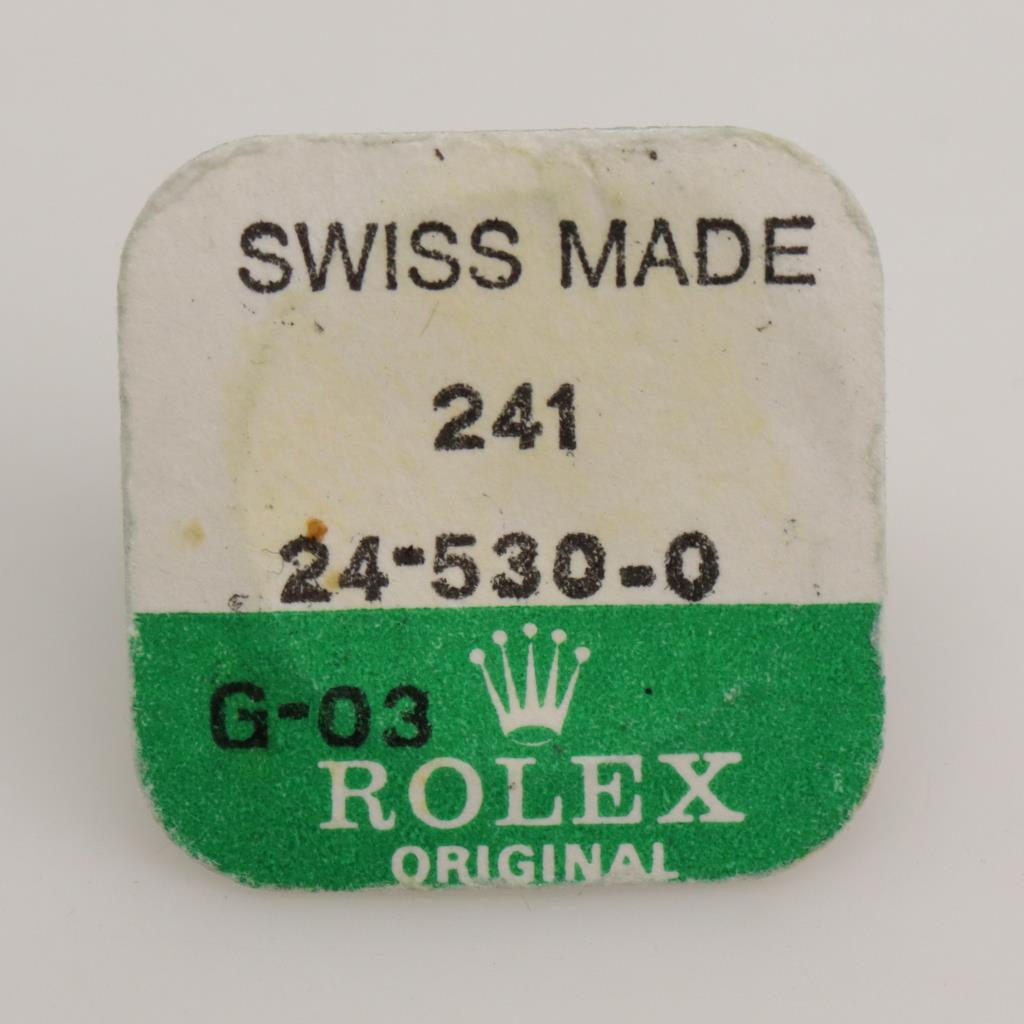 SWISS MADE
241
24-530-0
G-03
ROLEX
ORIGINAL